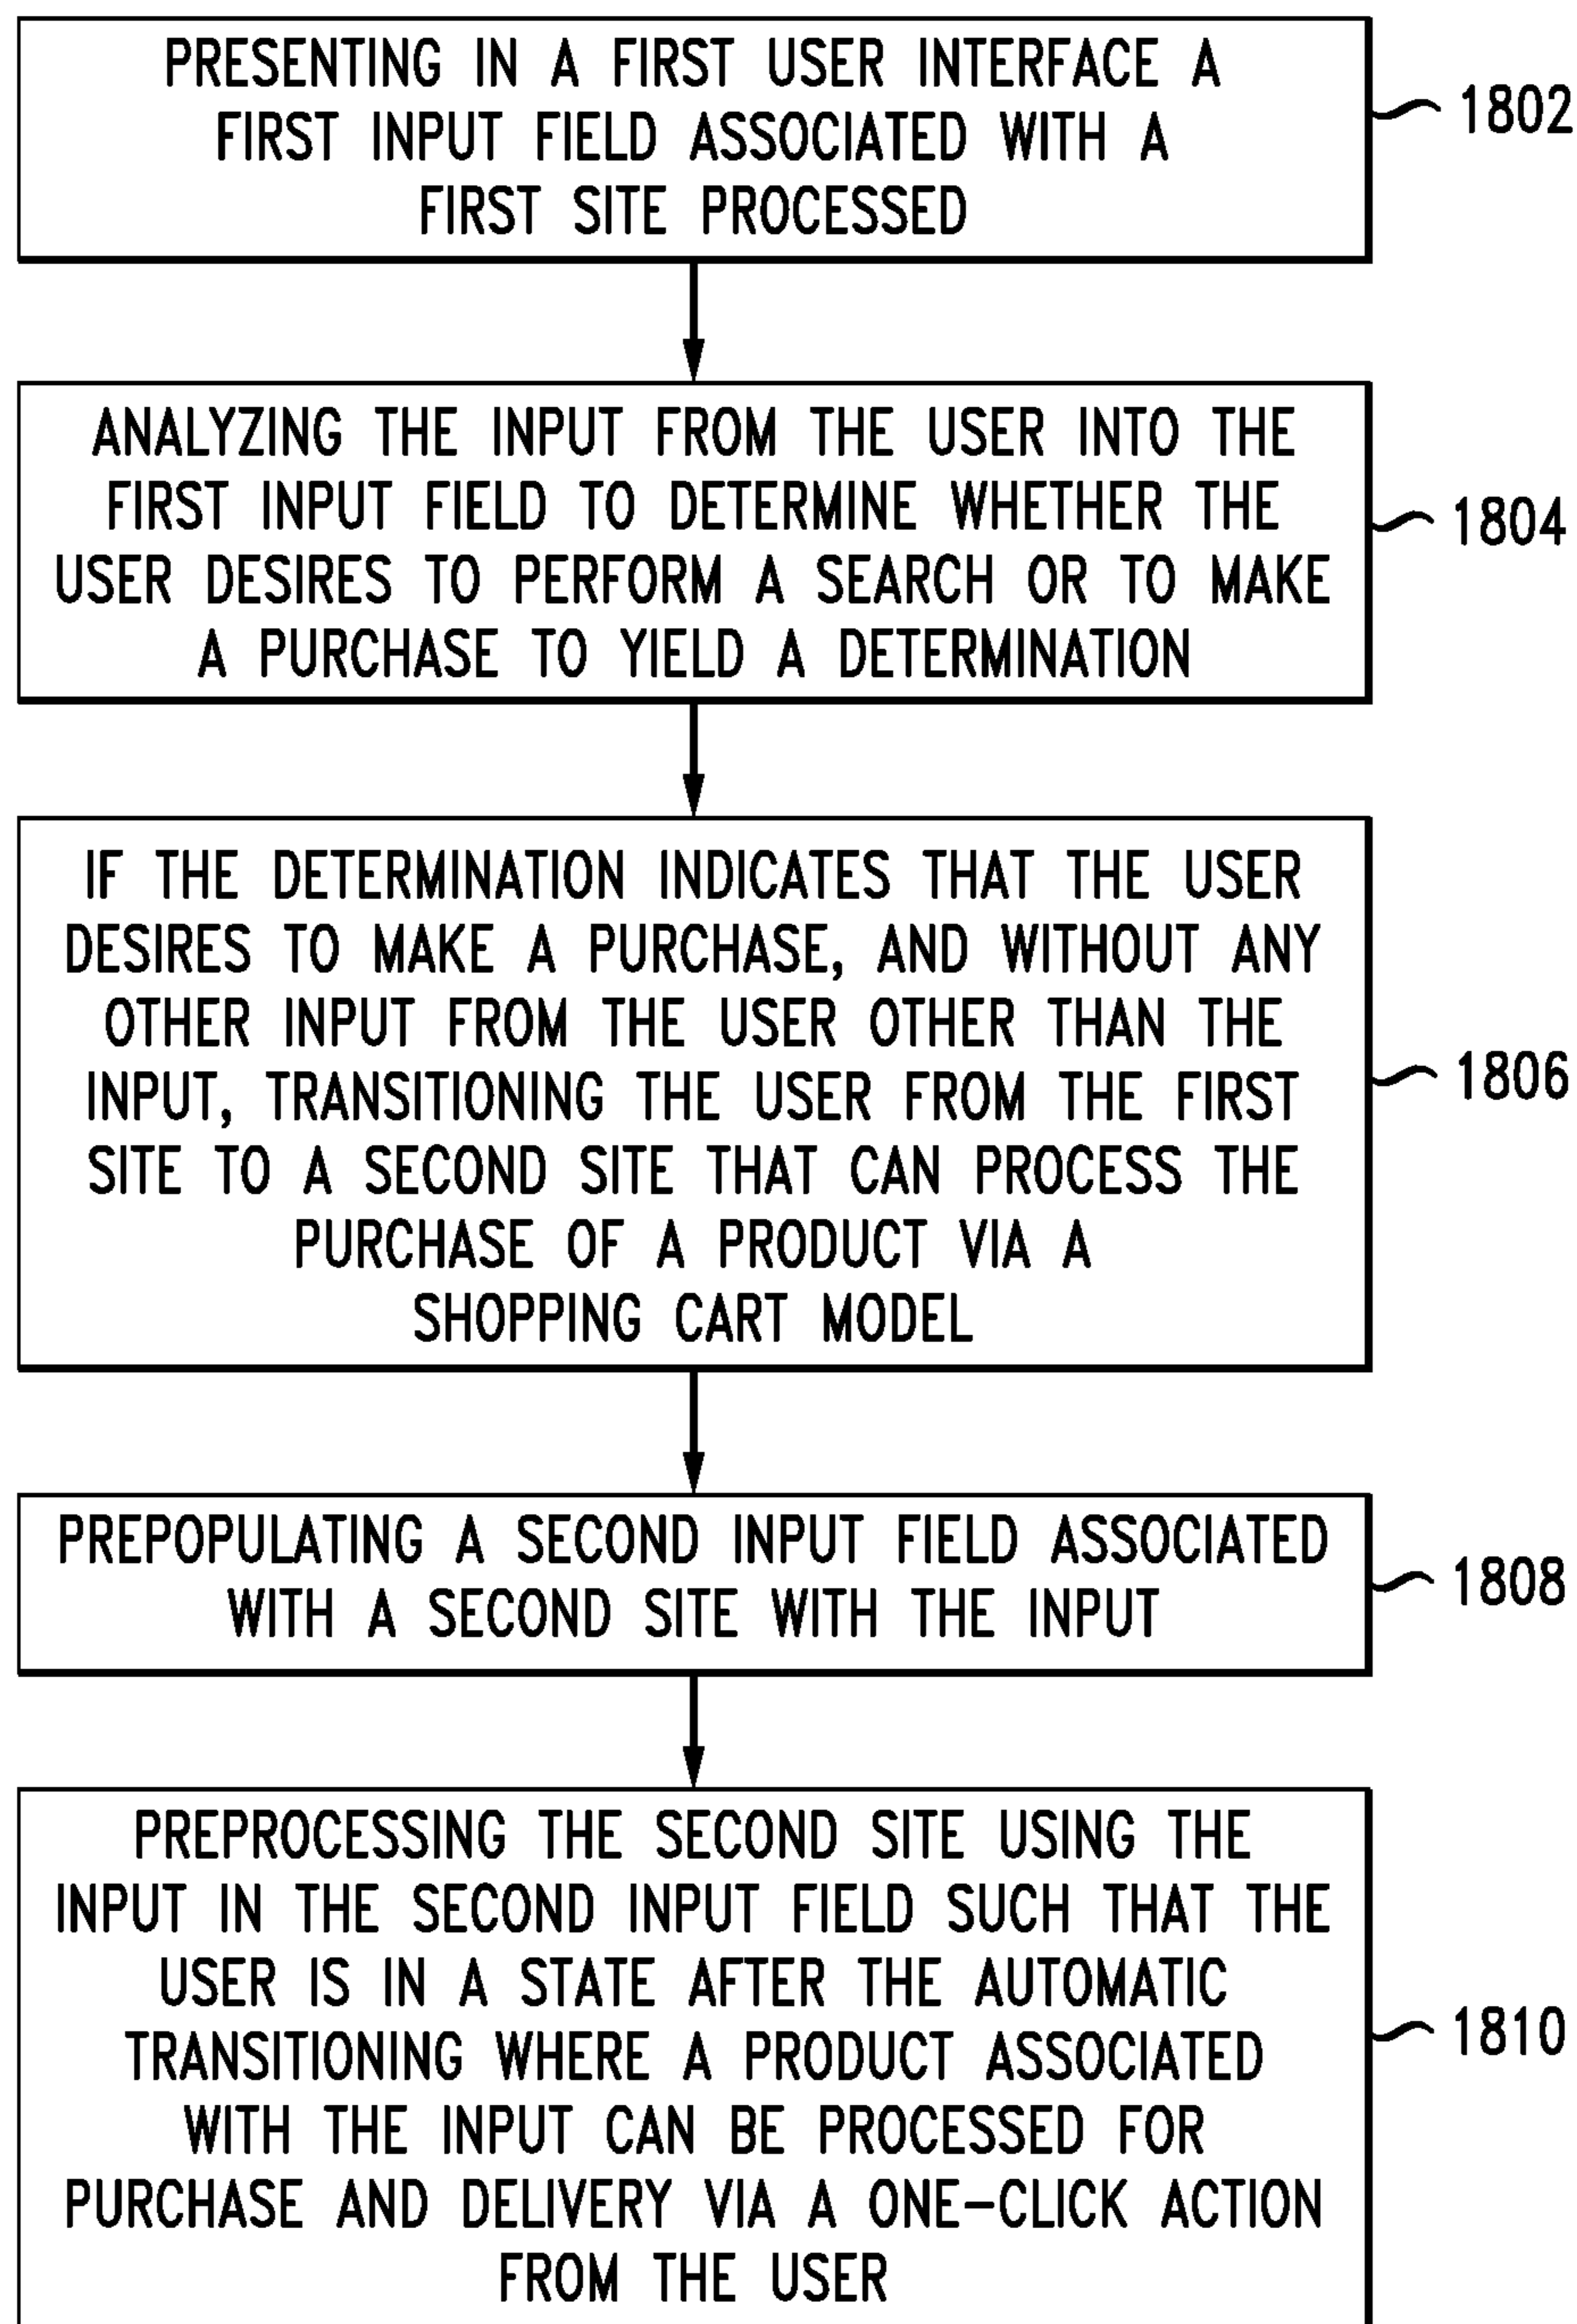 PRESENTING IN A FIRST USER INTERFACE A
FIRST INPUT FIELD ASSOCIATED WITH A
FIRST SITE PROCESSED
1802
ANALYZING THE INPUT FROM THE USER INTO THE
FIRST INPUT FIELD TO DETERMINE WHETHER THE
USER DESIRES TO PERFORM A SEARCH OR TO MAKE
A PURCHASE TO YIELD A DETERMINATION
1804
IF THE DETERMINATION INDICATES THAT THE USER
DESIRES TO MAKE A PURCHASE, AND WITHOUT ANY
OTHER INPUT FROM THE USER OTHER THAN THE
INPUT, TRANSITIONING THE USER FROM THE FIRST
SITE TO A SECOND SITE THAT CAN PROCESS THE
PURCHASE OF A PRODUCT VIA A
SHOPPING CART MODEL
1806
PREPOPULATING A SECOND INPUT FIELD ASSOCIATED
WITH A SECOND SITE WITH THE INPUT
1808
PREPROCESSING THE SECOND SITE USING THE
INPUT IN THE SECOND INPUT FIELD SUCH THAT THE
USER IS IN A STATE AFTER THE AUTOMATIC
TRANSITIONING WHERE A PRODUCT ASSOCIATED
WITH THE INPUT CAN BE PROCESSED FOR
PURCHASE AND DELIVERY VIA A ONE-CLICK ACTION
FROM THE USER
1810